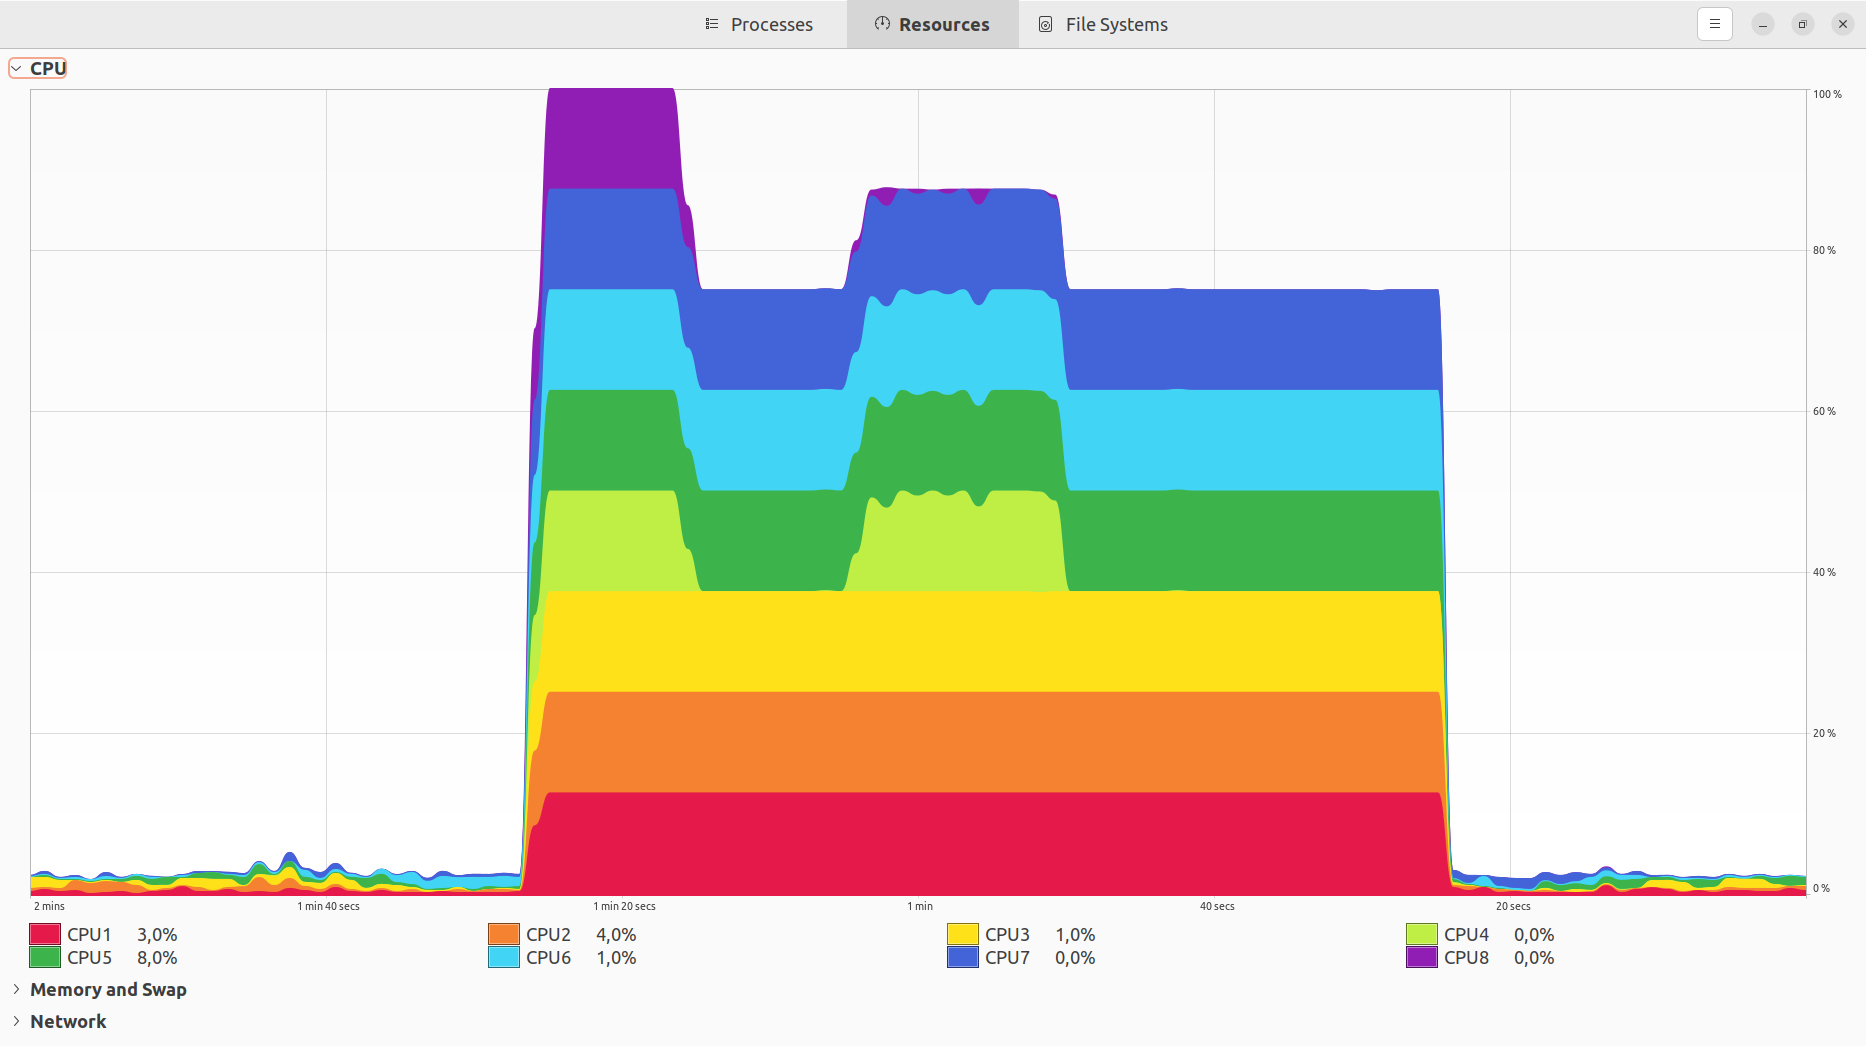 Processes Resources File Systems
CPU
100 %
80 %
60 %
40 %
20 %
0 %
2 mins 1 min 40 secs 1 min 20 secs 1 min 40 secs 20 secs
CPU1 3,0% CPU2 4,0% CPU3 1,0% CPU4 0,0%
CPU5 8,0% CPU6 1,0% CPU7 0,0% CPU8 0,0%
Memory and Swap
Network